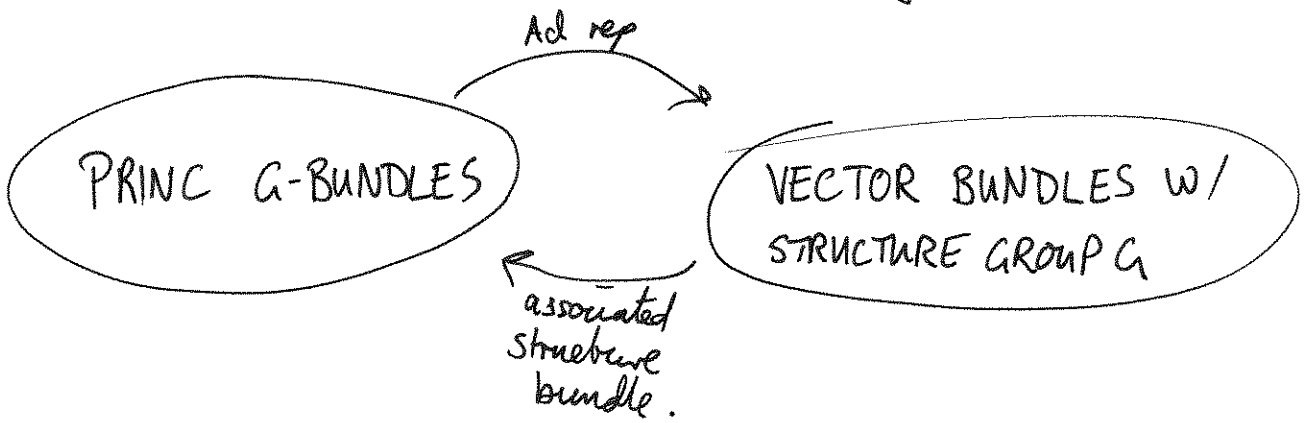 Ad rep
PRINC G-BUNDLES
VECTOR BUNDLES W/
STRUCTURE GROUP G
associated
structure
bundle.